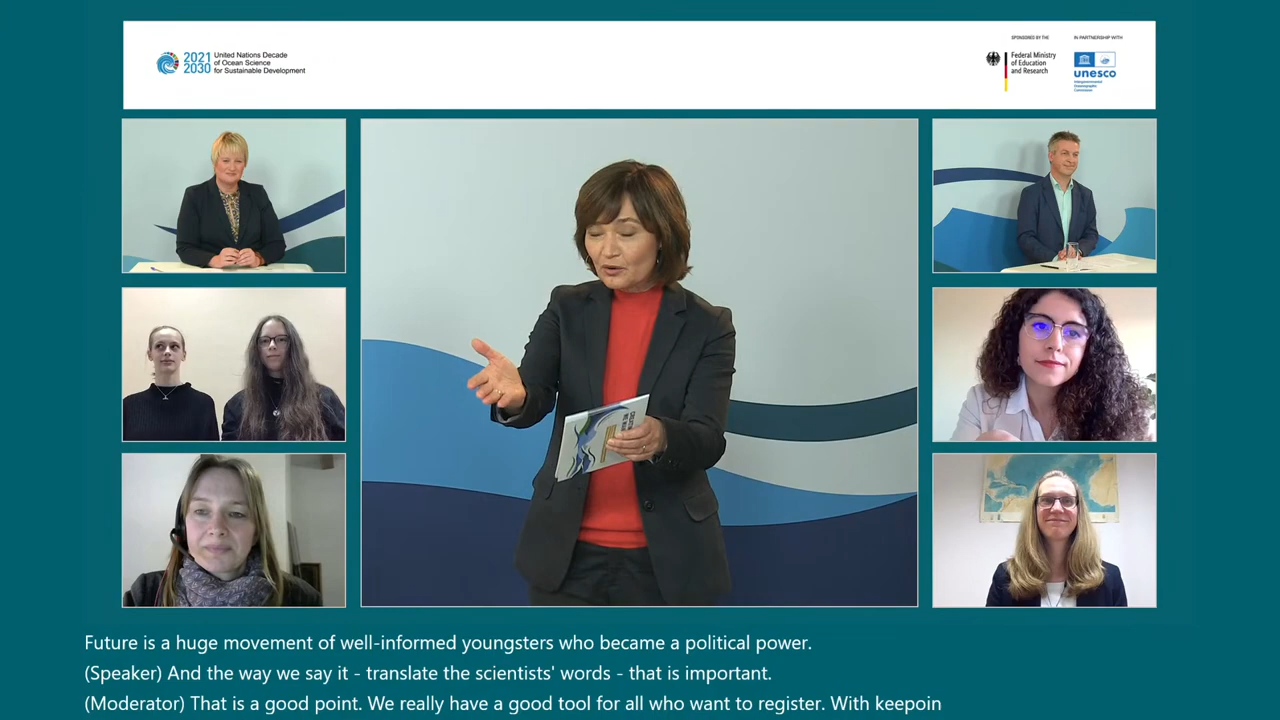 2021
2030
United Nations Decade
of Ocean Science
for Sustainable Development
SPONSORED BY THE
Federal Ministry
of Education
and Research
IN PARTNERSHIP WITH
unesco
Intergovernmental
Oceanographic
Commission
Future is a huge movement of well-informed youngsters who became a political power.
(Speaker) And the way we say it - translate the scientists' words - that is important.
(Moderator) That is a good point. We really have a good tool for all who want to register. With keepoin